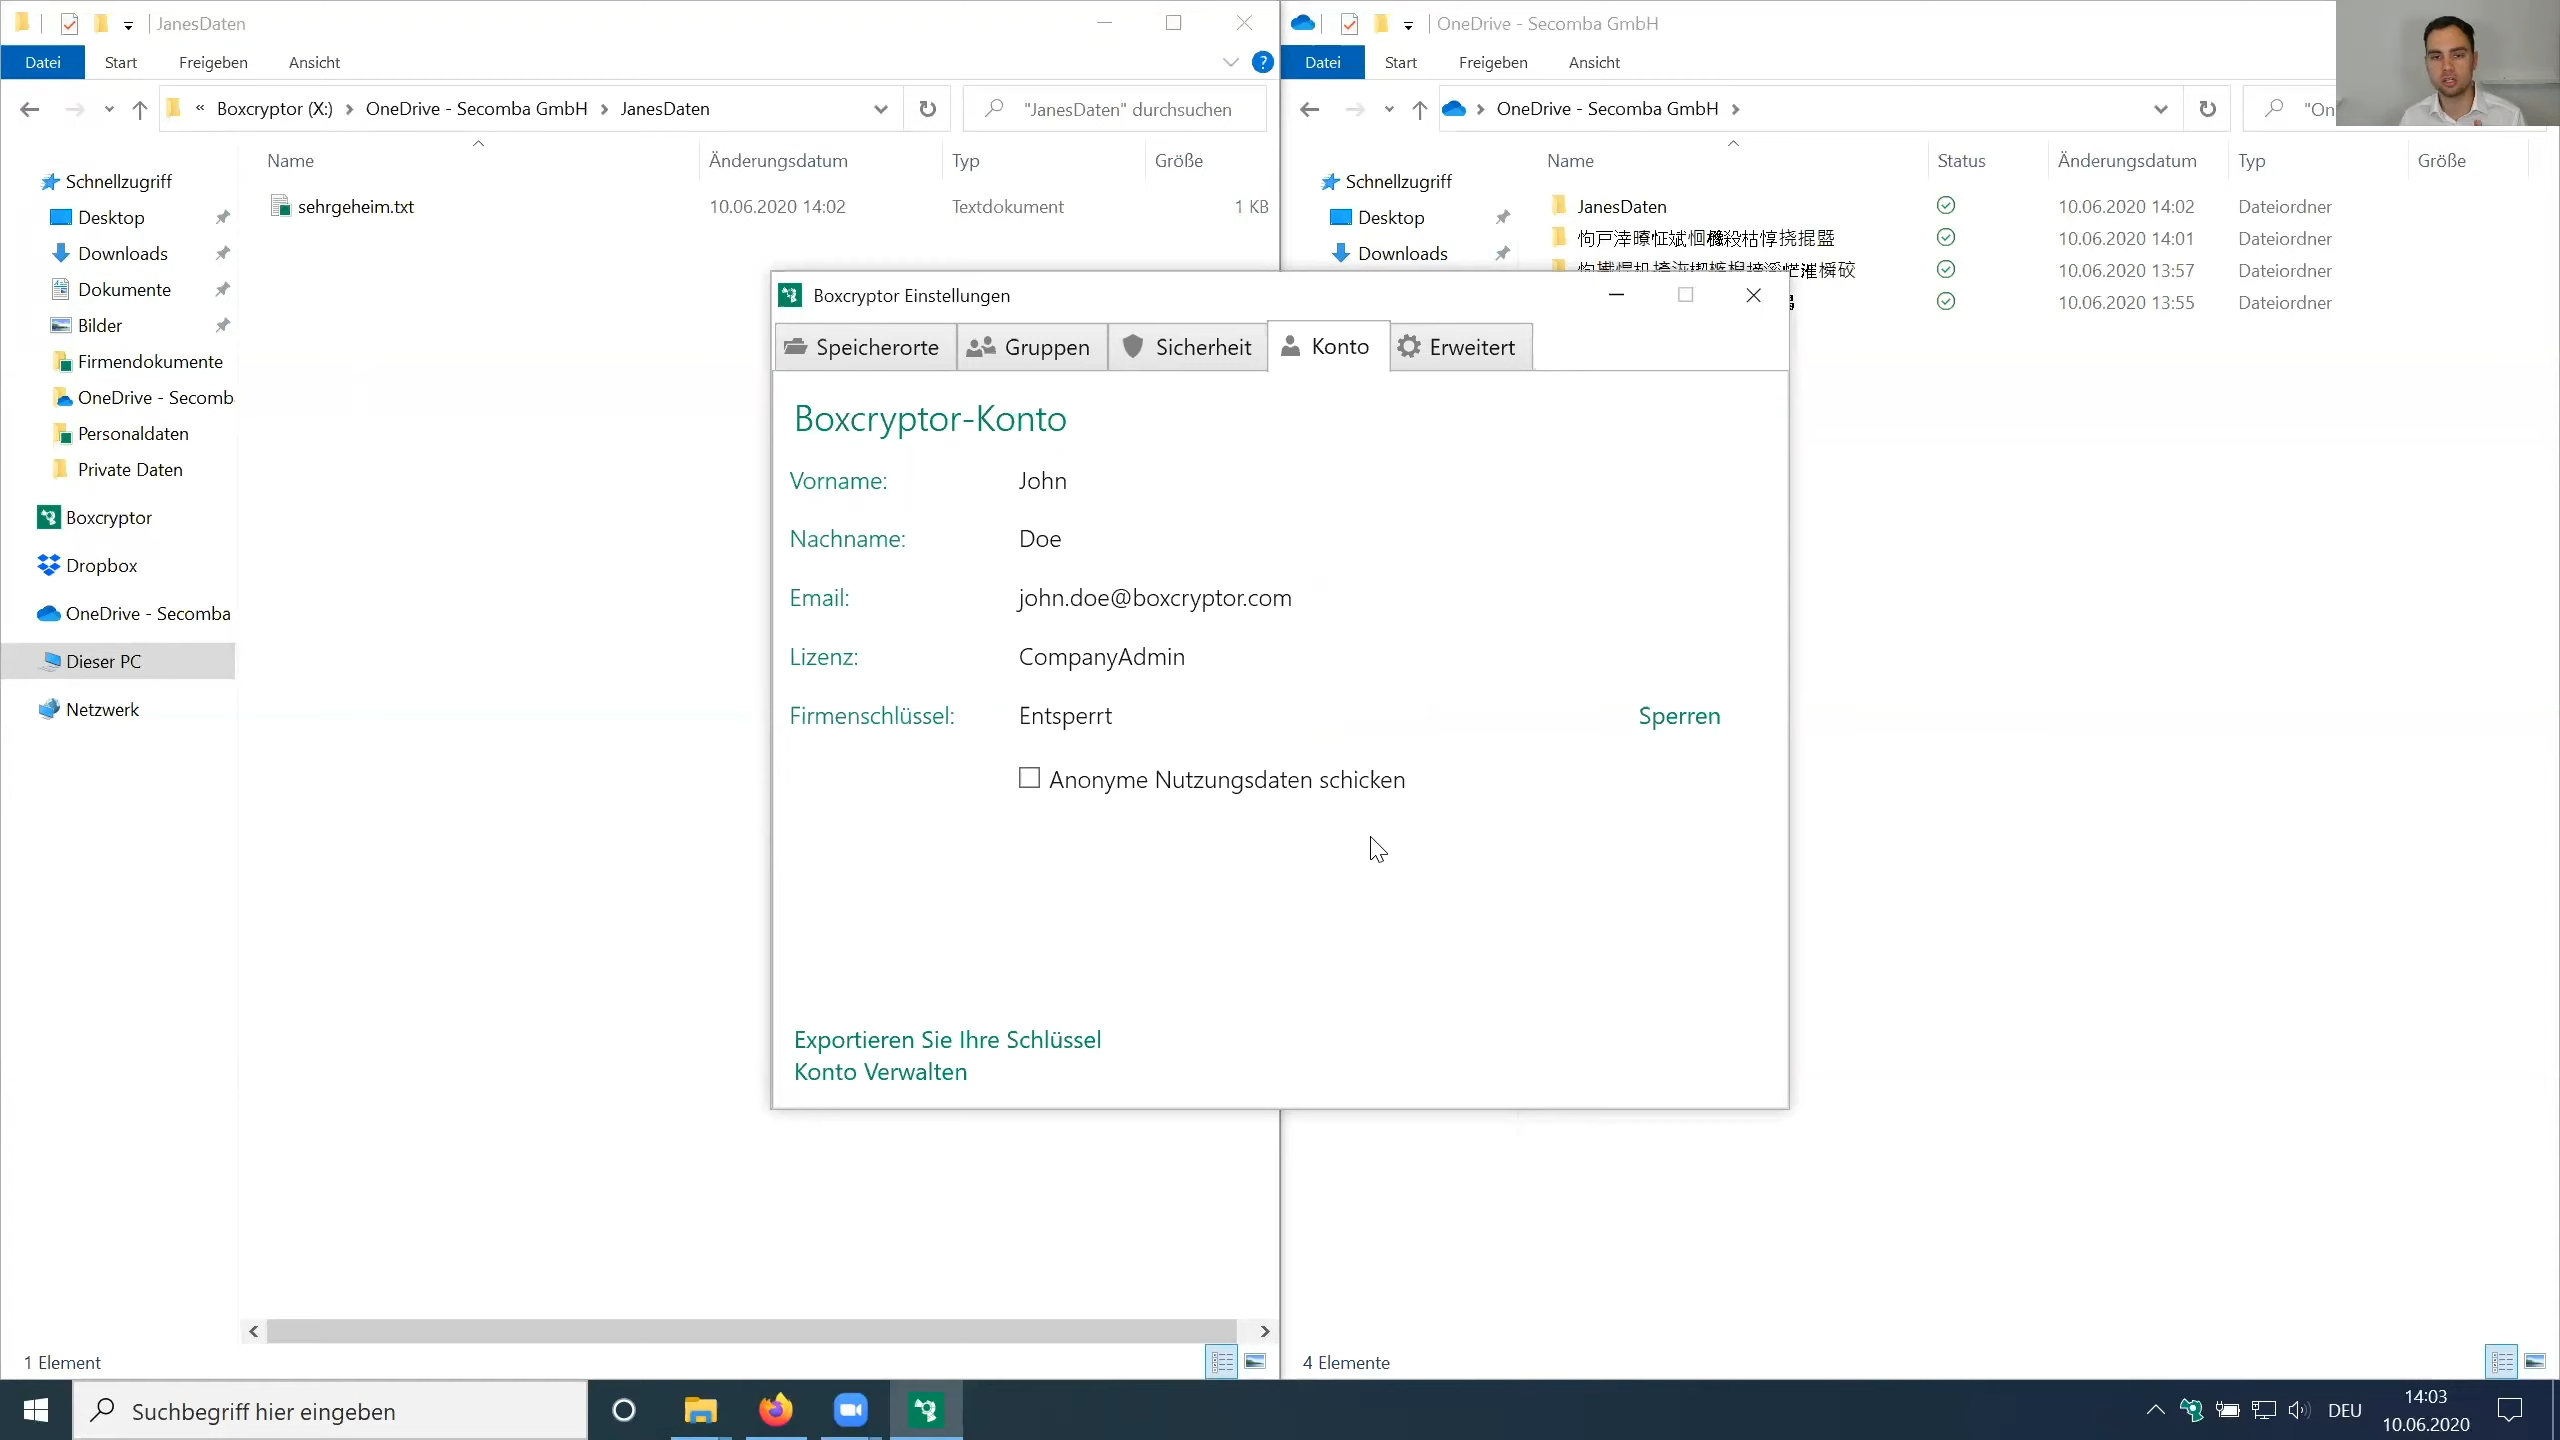 JanesDaten
Datei Start Freigeben Ansicht
« Boxcryptor (X:) OneDrive - Secomba GmbH JanesDaten "JanesDaten" durchsuchen
Name Änderungsdatum Typ Größe
sehrgeheim.txt 10.06.2020 14:02 Textdokument 1 KB
Schnellzugriff
Desktop
Downloads
Dokumente
Bilder
Firmendokumente
OneDrive - Secomb
Personaldaten
Private Daten
Boxcryptor
Dropbox
OneDrive - Secomba
Dieser PC
Netzwerk
1 Element
OneDrive - Secomba GmbH
Datei Start Freigeben Ansicht
OneDrive - Secomba GmbH "On
Name Status Änderungsdatum Typ Größe
Schnellzugriff
Desktop
Downloads
JanesDaten 10.06.2020 14:02 Dateiordner
10.06.2020 14:01 Dateiordner
10.06.2020 13:57 Dateiordner
10.06.2020 13:55 Dateiordner
4 Elemente
Boxcryptor Einstellungen
Speicherorte Gruppen Sicherheit Konto Erweitert
Boxcryptor-Konto
Vorname: John
Nachname: Doe
Email: john.doe@boxcryptor.com
Lizenz: CompanyAdmin
Firmenschlüssel: Entsperrt Sperren
Anonyme Nutzungsdaten schicken
Exportieren Sie Ihre Schlüssel
Konto Verwalten
Suchbegriff hier eingeben
DEU
14:03
10.06.2020